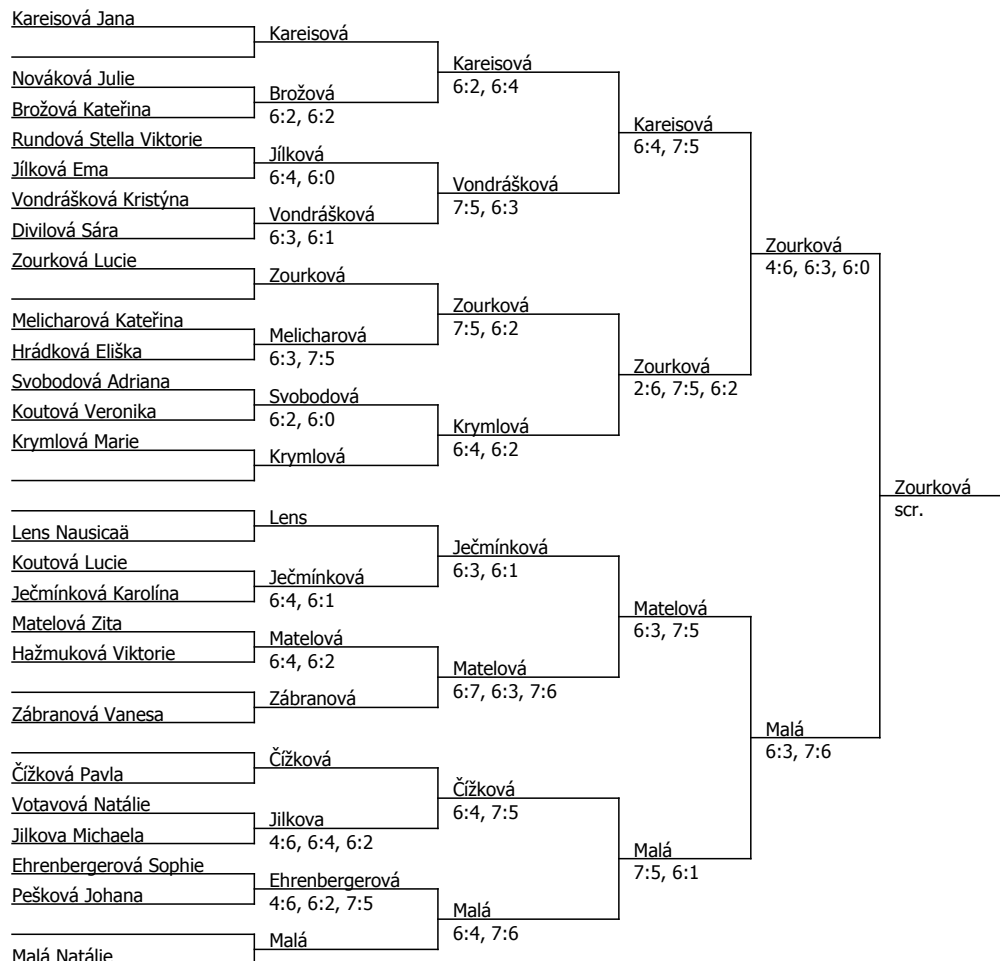 Kareisová Jana
Nováková Julie
Brožová Kateřina
Rundová Stella Viktorie
Jílková Ema
Vondrášková Kristýna
Divilová Sára
Zourková Lucie
Melicharová Kateřina
Hrádková Eliška
Svobodová Adriana
Koutová Veronika
Krymlová Marie
Lens Nausicaä
Koutová Lucie
Ječmínková Karolína
Matelová Zita
Hažmuková Viktorie
Zábranová Vanesa
Čížková Pavla
Votavová Natálie
Jilkova Michaela
Ehrenbergerová Sophie
Pešková Johana
Malá Natálie
Kareisová
Brožová
6:2, 6:2
Jílková
6:4, 6:0
Vondrášková
6:3, 6:1
Zourková
Melicharová
6:3, 7:5
Svobodová
6:2, 6:0
Krymlová
Lens
Ječmínková
6:4, 6:1
Matelová
6:4, 6:2
Zábranová
Čížková
Jilkova
4:6, 6:4, 6:2
Ehrenbergerová
4:6, 6:2, 7:5
Malá
Kareisová
6:2, 6:4
Vondrášková
7:5, 6:3
Zourková
7:5, 6:2
Krymlová
6:4, 6:2
Ječmínková
6:3, 6:1
Matelová
6:7, 6:3, 7:6
Čížková
6:4, 7:5
Malá
6:4, 7:6
Kareisová
6:4, 7:5
Zourková
2:6, 7:5, 6:2
Matelová
6:3, 7:5
Malá
7:5, 6:1
Zourková
4:6, 6:3, 6:0
Malá
6:3, 7:6
Zourková
scr.